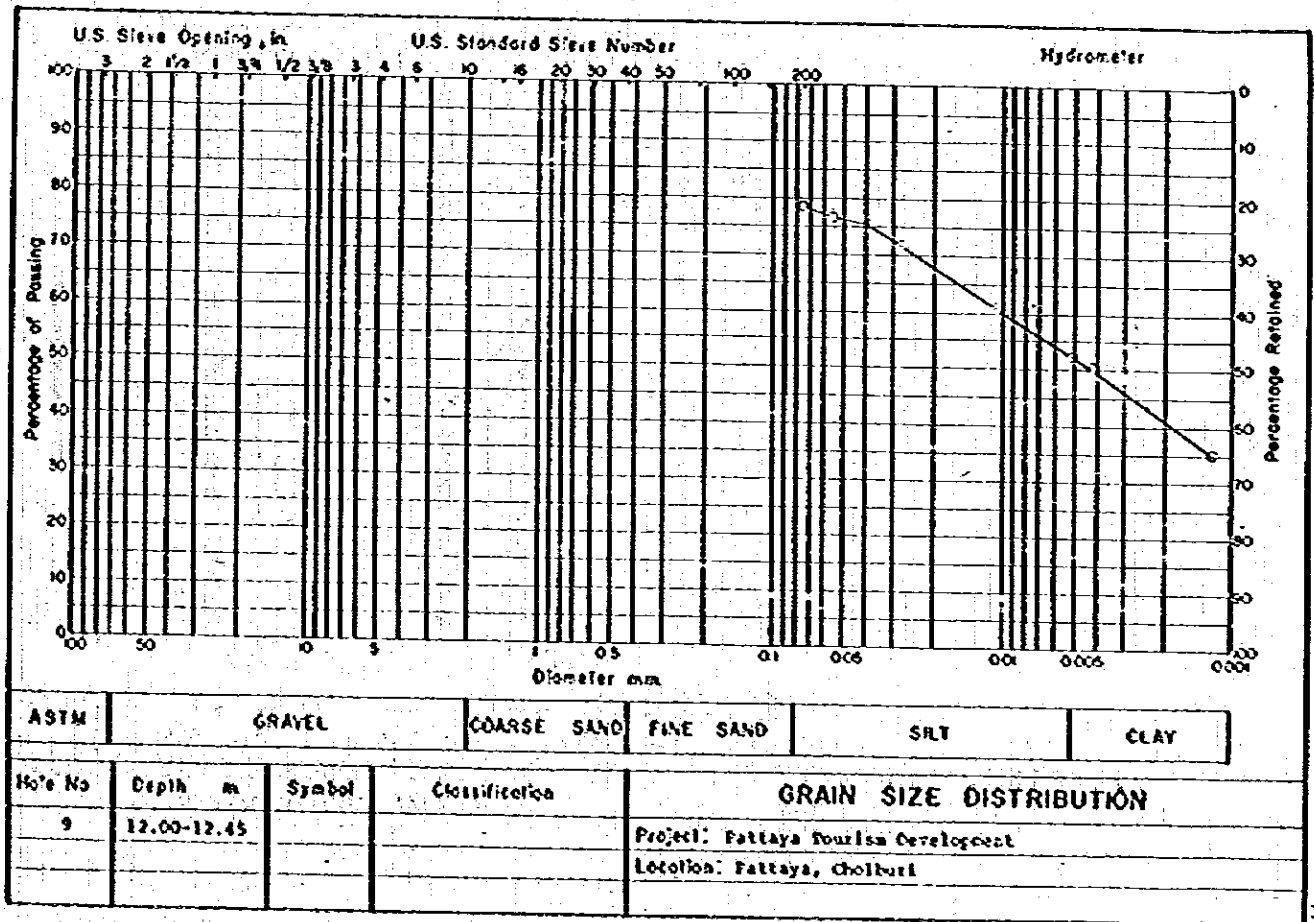 U.S. Sieve Opening, in. U.S. Standard Sieve Number Hydrometer
3 2 1½ 1 3/4 1/2 3/8 3 4 6 10 16 20 30 40 50 100 200
100 0
90 10
80 20
70 30
60 40
50 50
40 60
30 70
20 80
10 90
0 100
Percentage of Passing
Percentage Retained
100 50 10 5 1 0.5 0.1 0.05 0.01 0.005 0.001
Diameter mm.
ASTM GRAVEL COARSE SAND FINE SAND SILT CLAY
Hole No Depth m Symbol Classification GRAIN SIZE DISTRIBUTION
9 12.00-12.45
Project: Pattaya Tourism Development
Location: Pattaya, Cholburi